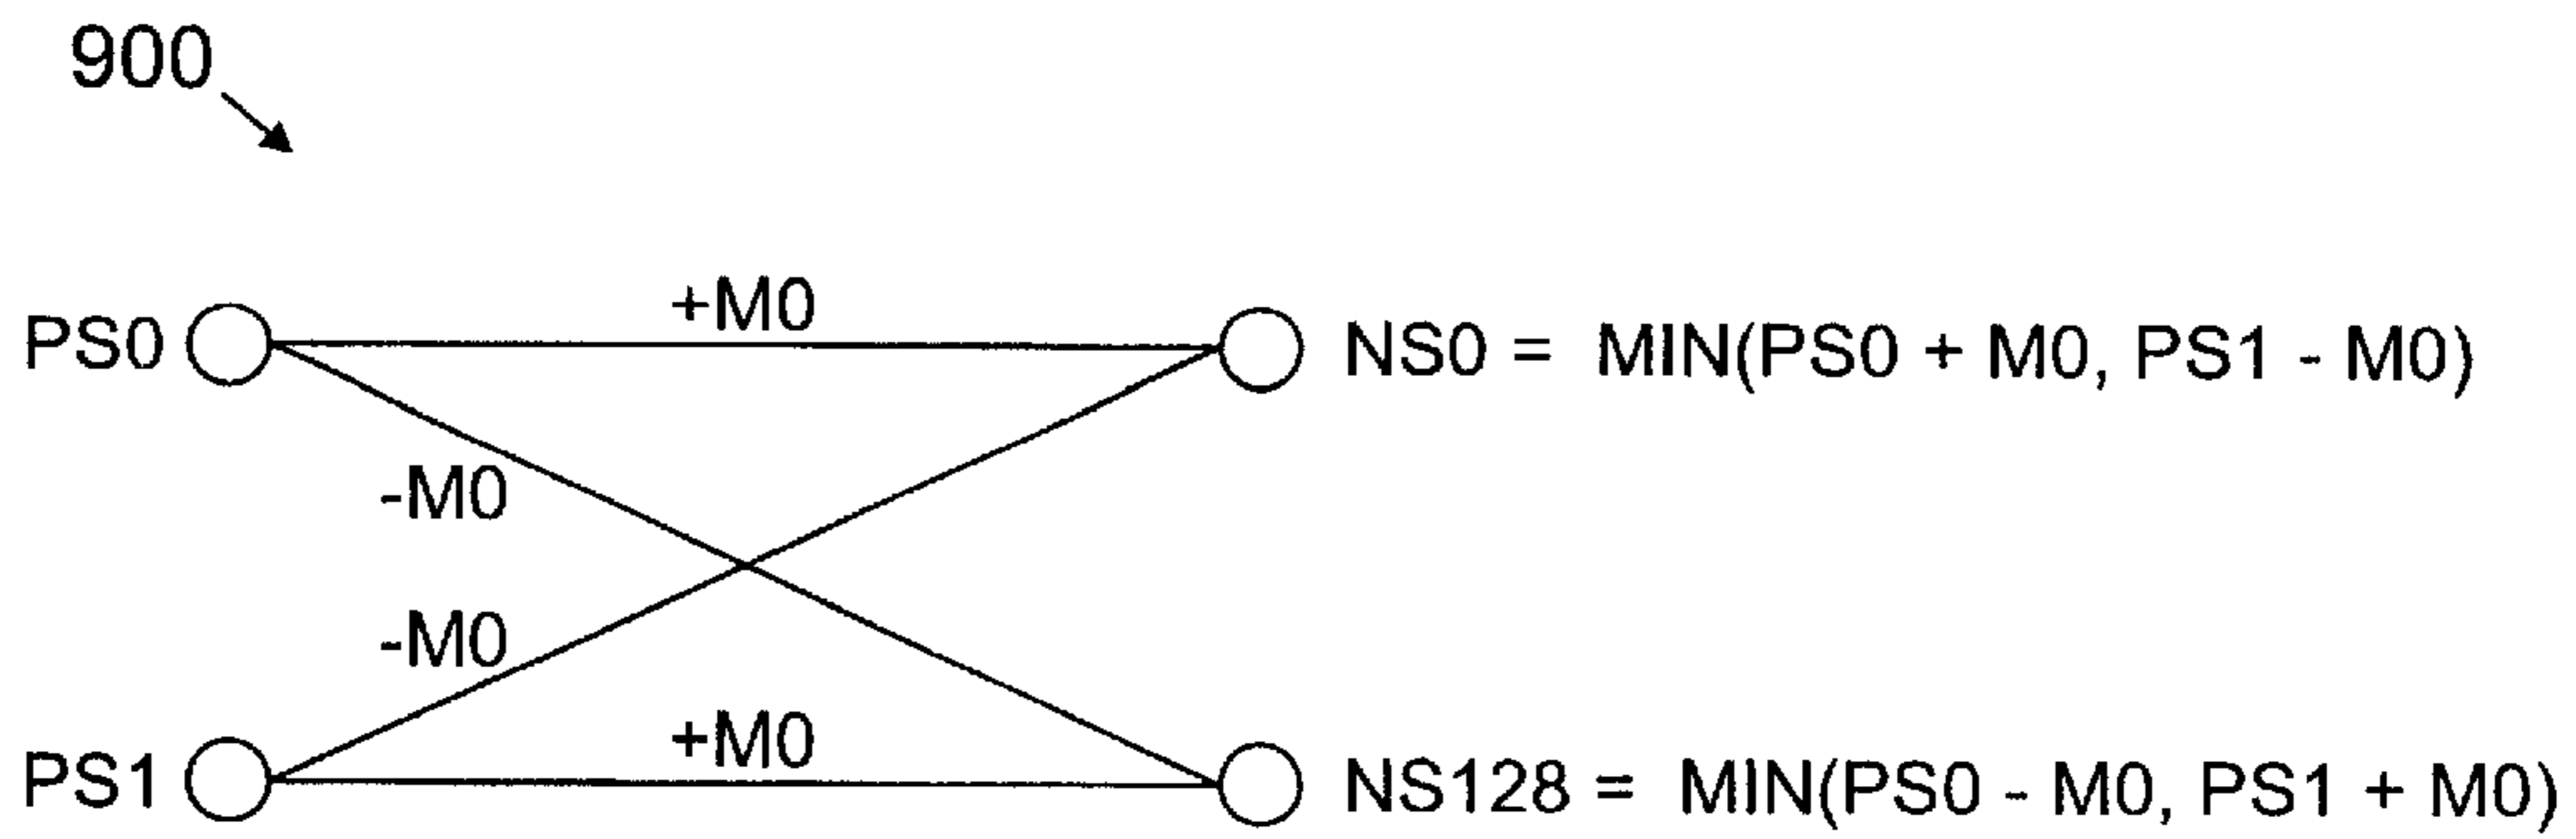 900
+M0
PS0
NS0 = MIN(PS0 + M0, PS1 - M0)
-M0
-M0
+M0
PS1
NS128 = MIN(PS0 - M0, PS1 + M0)